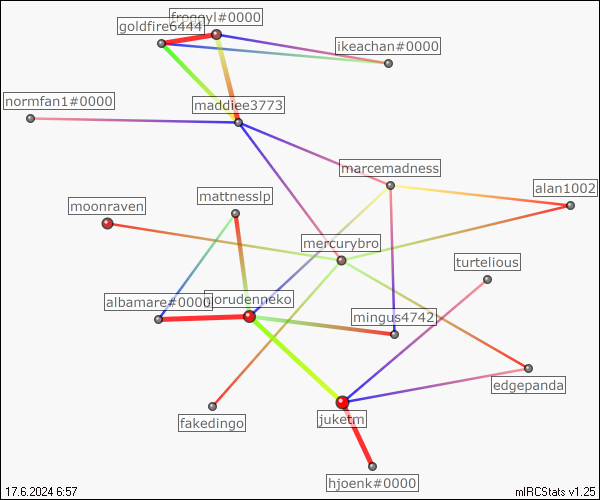 froggyl#0000
goldfire6444
ikeachan#0000
normfan1#0000
maddiee3773
marcemadness
alan1002
mattnesslp
moonraven
mercurybro
turtelious
albamare#0000
jorudenneko
mingus4742
edgepanda
fakedingo
juketm
hjoenk#0000
17.6.2024 6:57
mIRCStats v1.25